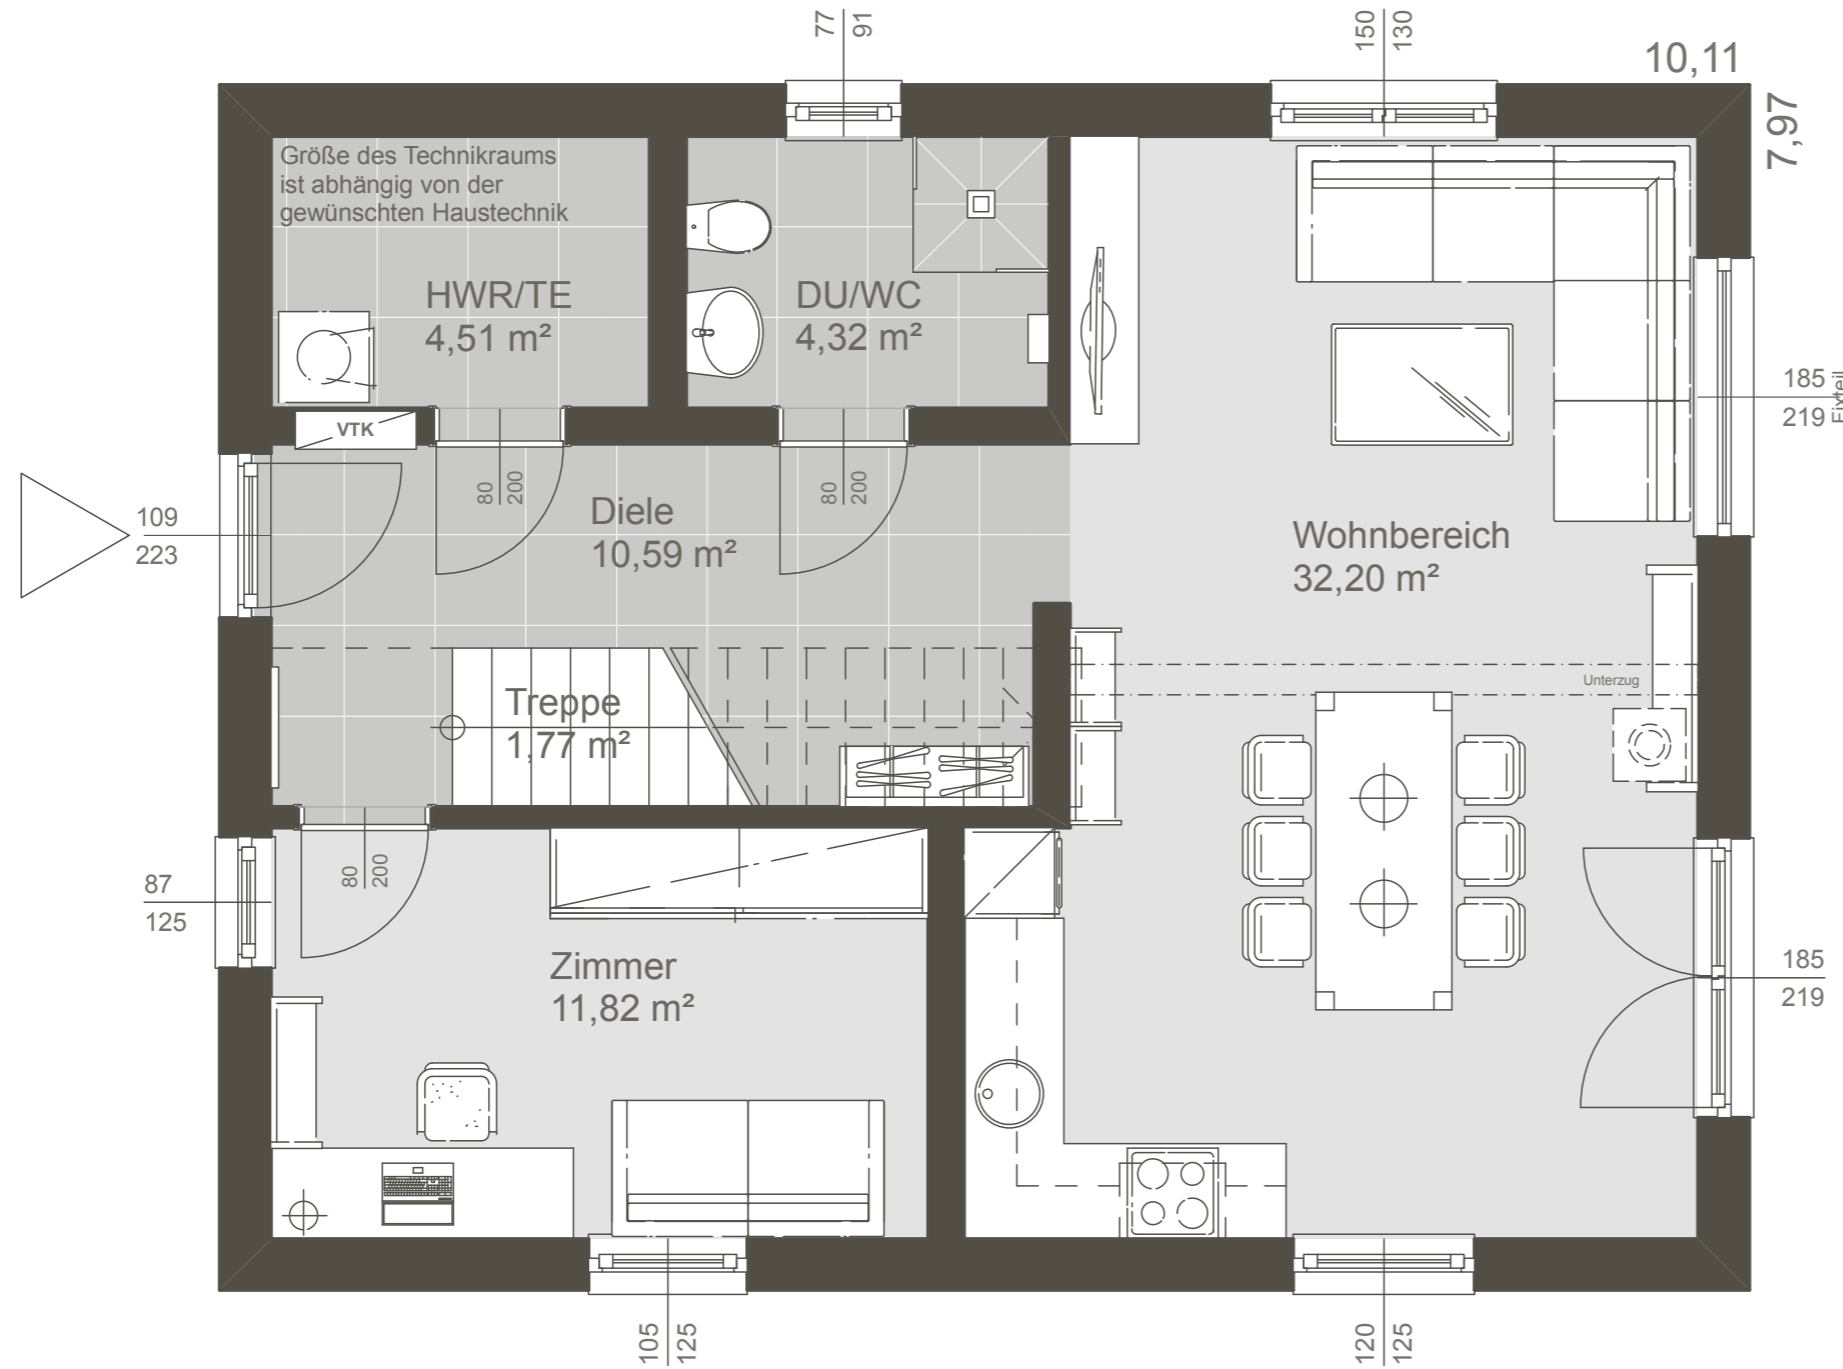 77
91
150
130
10,11
7,97
Größe des Technikraums
ist abhängig von der
gewünschten Haustechnik
HWR/TE
4,51 m²
DU/WC
4,32 m²
185
219
Fixteil
VTK
80
200
80
200
109
223
Diele
10,59 m²
Wohnbereich
32,20 m²
Unterzug
Treppe
1,77 m²
80
200
87
125
Zimmer
11,82 m²
185
219
105
125
120
125